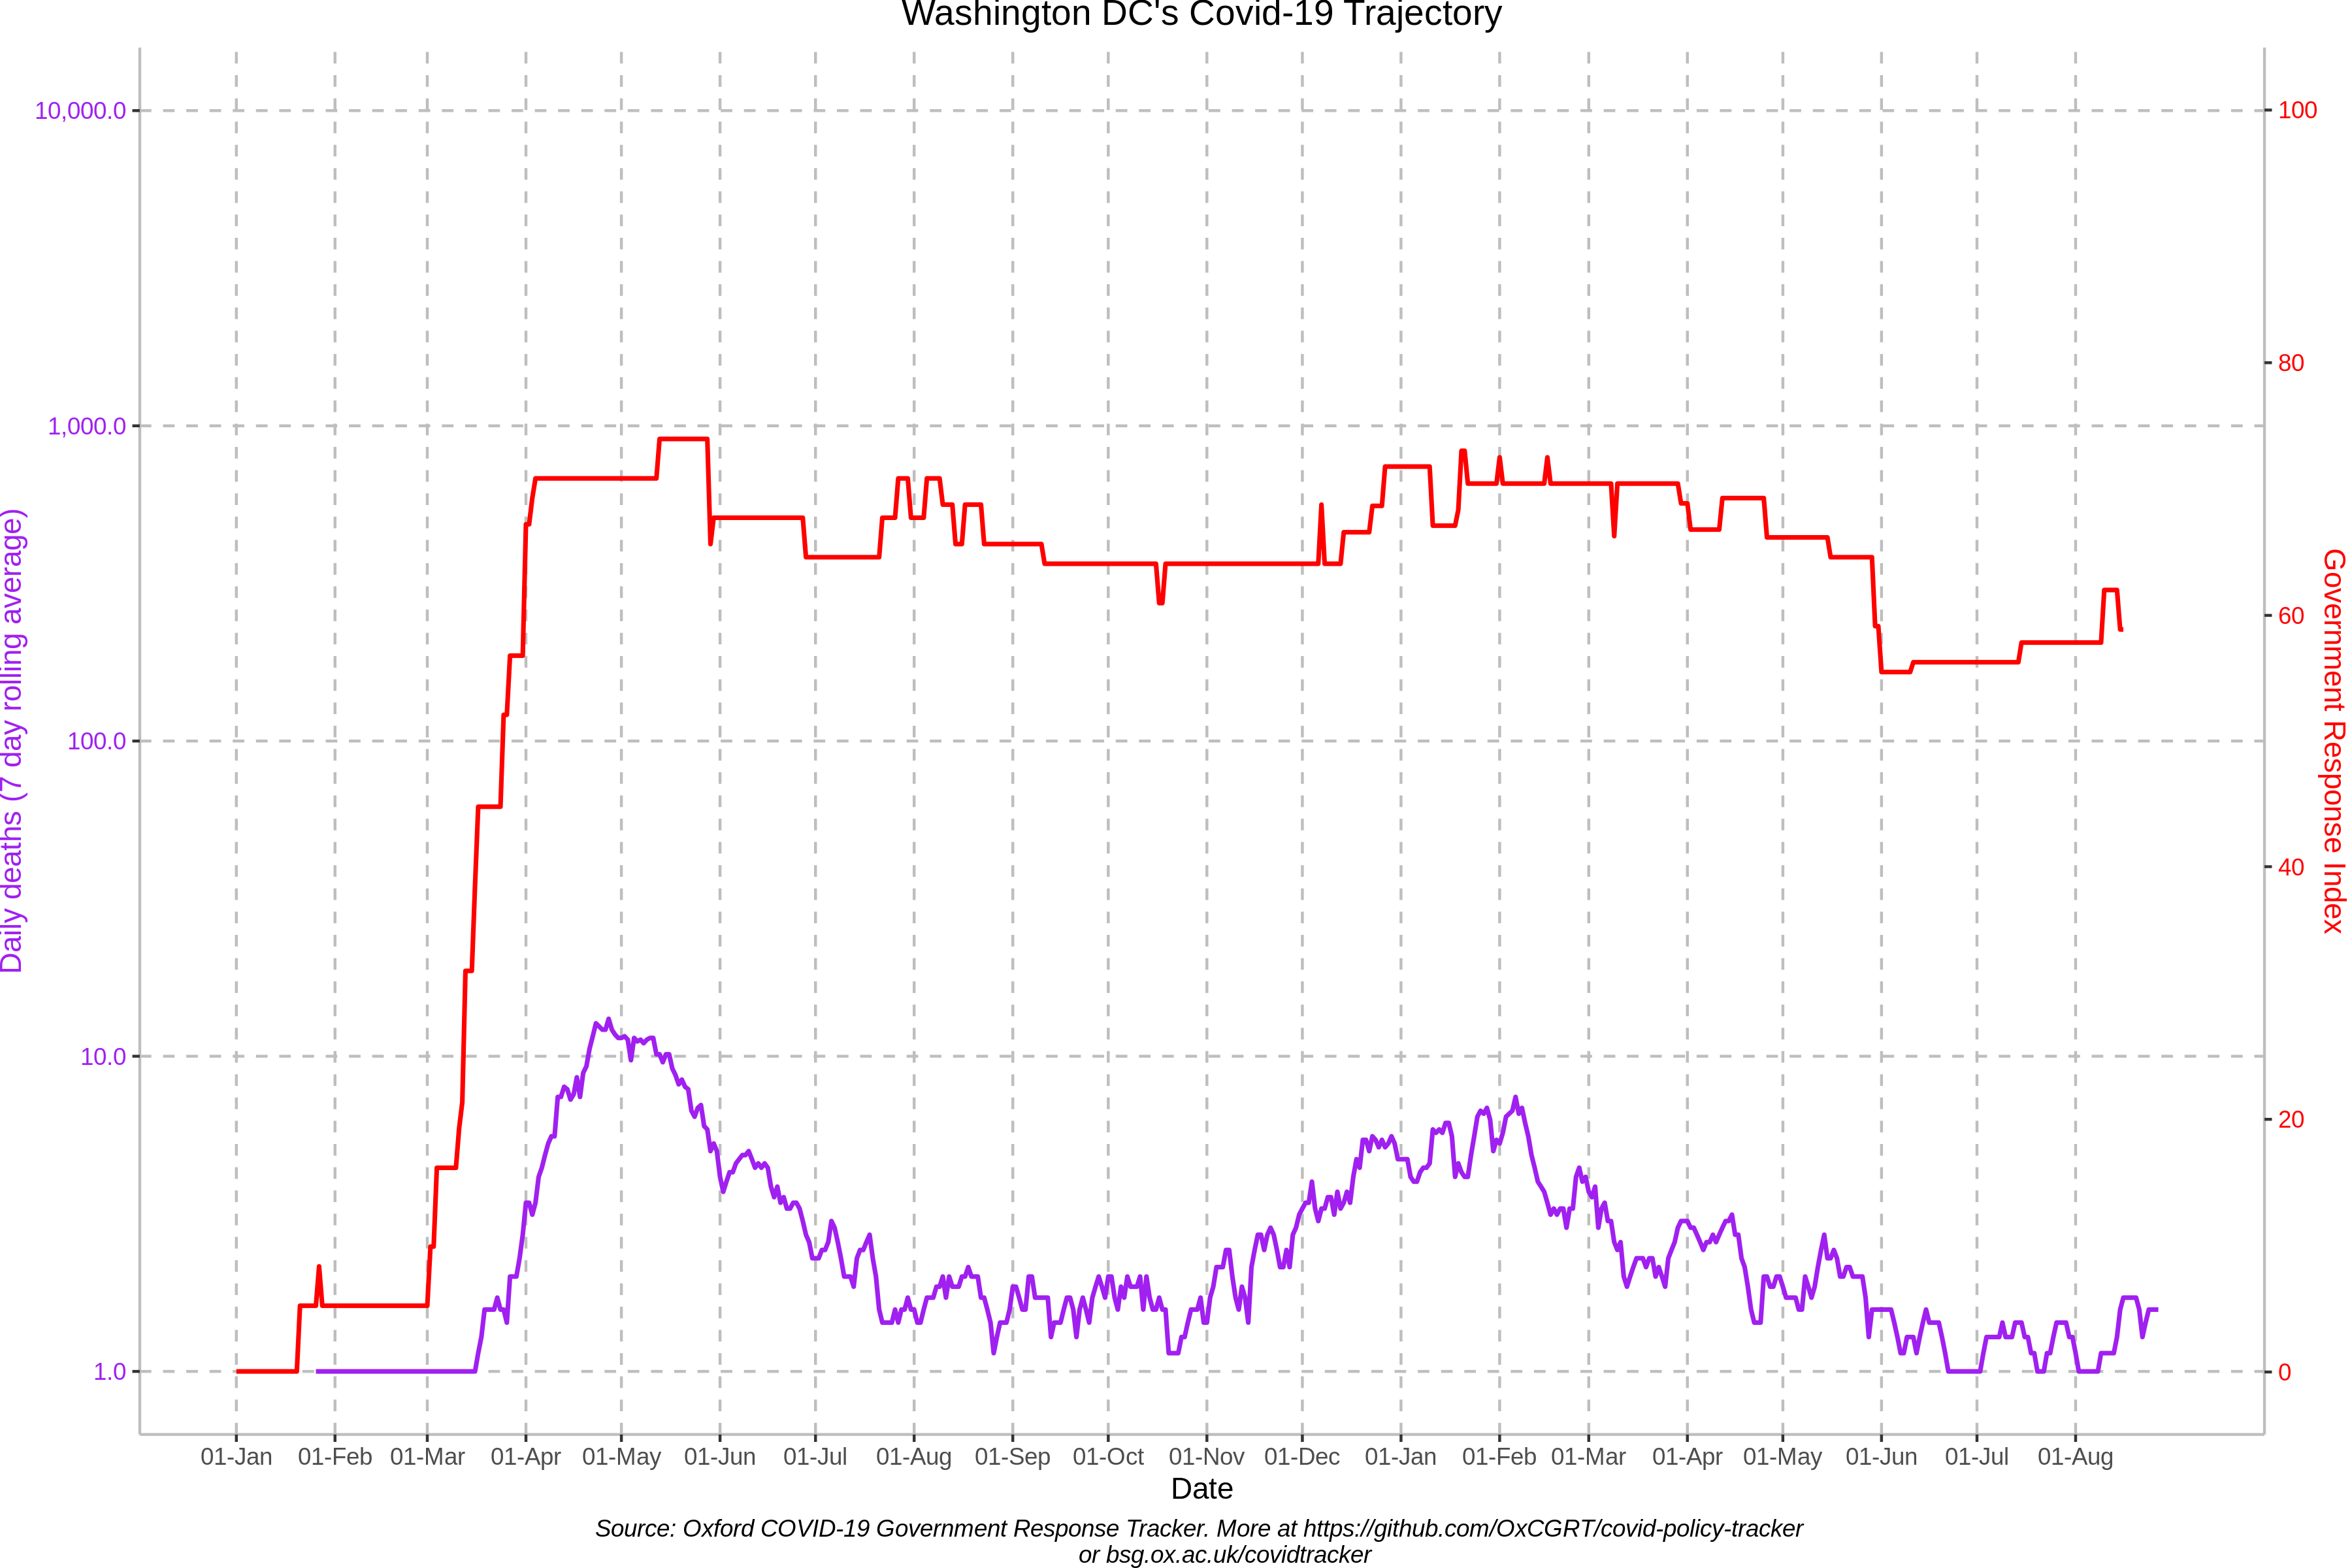 Washington DC's Covid-19 Trajectory
10,000.0
1,000.0
100.0
10.0
1.0
Daily deaths (7 day rolling average)
100
80
60
40
20
0
Government Response Index
01-Jan 01-Feb 01-Mar 01-Apr 01-May 01-Jun 01-Jul 01-Aug 01-Sep 01-Oct 01-Nov 01-Dec 01-Jan 01-Feb 01-Mar 01-Apr 01-May 01-Jun 01-Jul 01-Aug
Date
Source: Oxford COVID-19 Government Response Tracker. More at https://github.com/OxCGRT/covid-policy-tracker
or bsg.ox.ac.uk/covidtracker